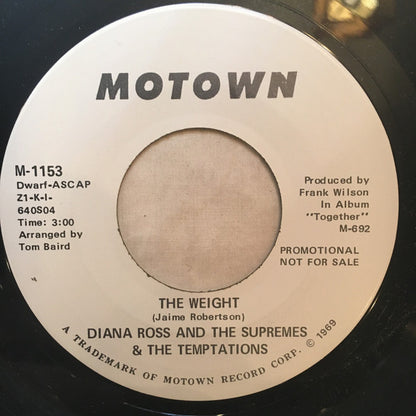 MOTOWN
M-1153
Dwarf-ASCAP
Z1-K-I-
640S04
Time: 3:00
Arranged by
Tom Baird
Produced by
Frank Wilson
In Album
"Together"
M-692
PROMOTIONAL
NOT FOR SALE
THE WEIGHT
(Jaime Robertson)
DIANA ROSS AND THE SUPREMES
& THE TEMPTATIONS
A TRADEMARK OF MOTOWN RECORD CORP. © 1969